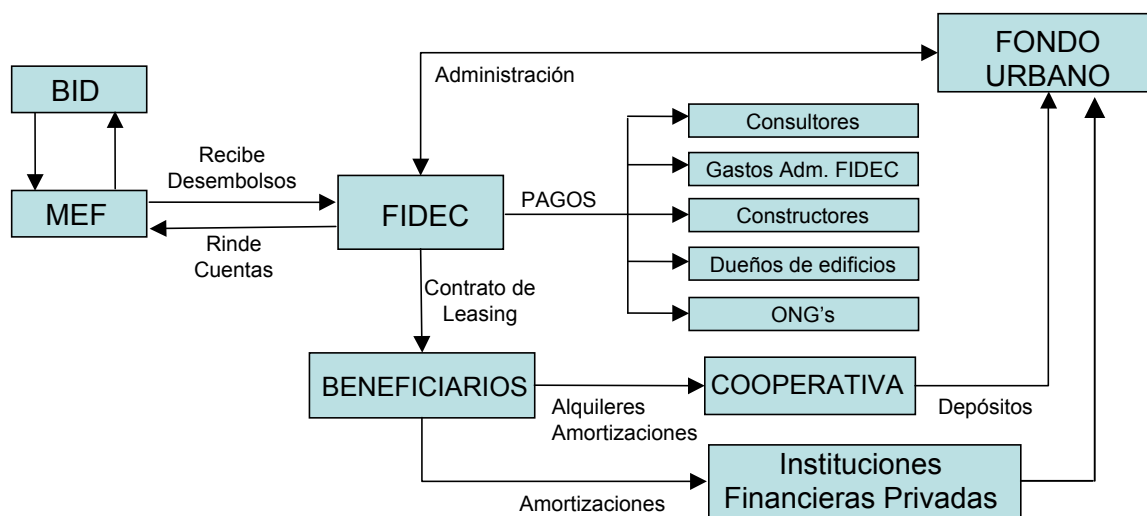 FONDO
URBANO
Administración
BID
Consultores
Recibe
Desembolsos
Gastos Adm. FIDEC
MEF
FIDEC
PAGOS
Constructores
Rinde
Cuentas
Dueños de edificios
Contrato de
Leasing
ONG's
BENEFICIARIOS
COOPERATIVA
Alquileres
Amortizaciones
Depósitos
Instituciones
Financieras Privadas
Amortizaciones